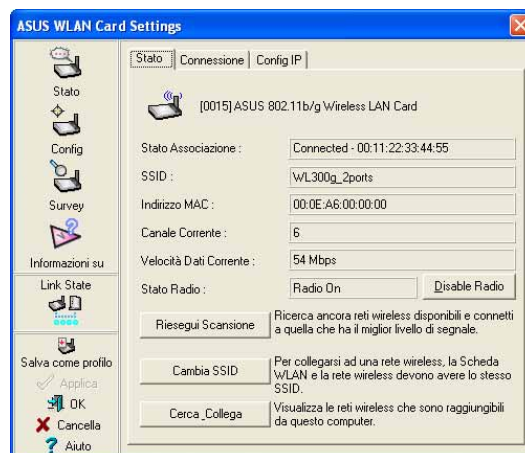 ASUS WLAN Card Settings
Stato
Config
Survey
Informazioni su
Link State
Salva come profilo
Applica
OK
Cancella
Aiuto
Stato
Connessione
Config IP
[0015] ASUS 802.11b/g Wireless LAN Card
Stato Associazione :
Connected - 00:11:22:33:44:55
SSID :
WL300g_2ports
Indirizzo MAC :
00:0E:A6:00:00:00
Canale Corrente :
6
Velocità Dati Corrente :
54 Mbps
Stato Radio :
Radio On
Disable Radio
Riesegui Scansione
Ricerca ancora reti wireless disponibili e connetti
a quella che ha il miglior livello di segnale.
Cambia SSID
Per collegarsi ad una rete wireless, la Scheda
WLAN e la rete wireless devono avere lo stesso
SSID.
Cerca _Collega
Visualizza le reti wireless che sono raggiungibili
da questo computer.